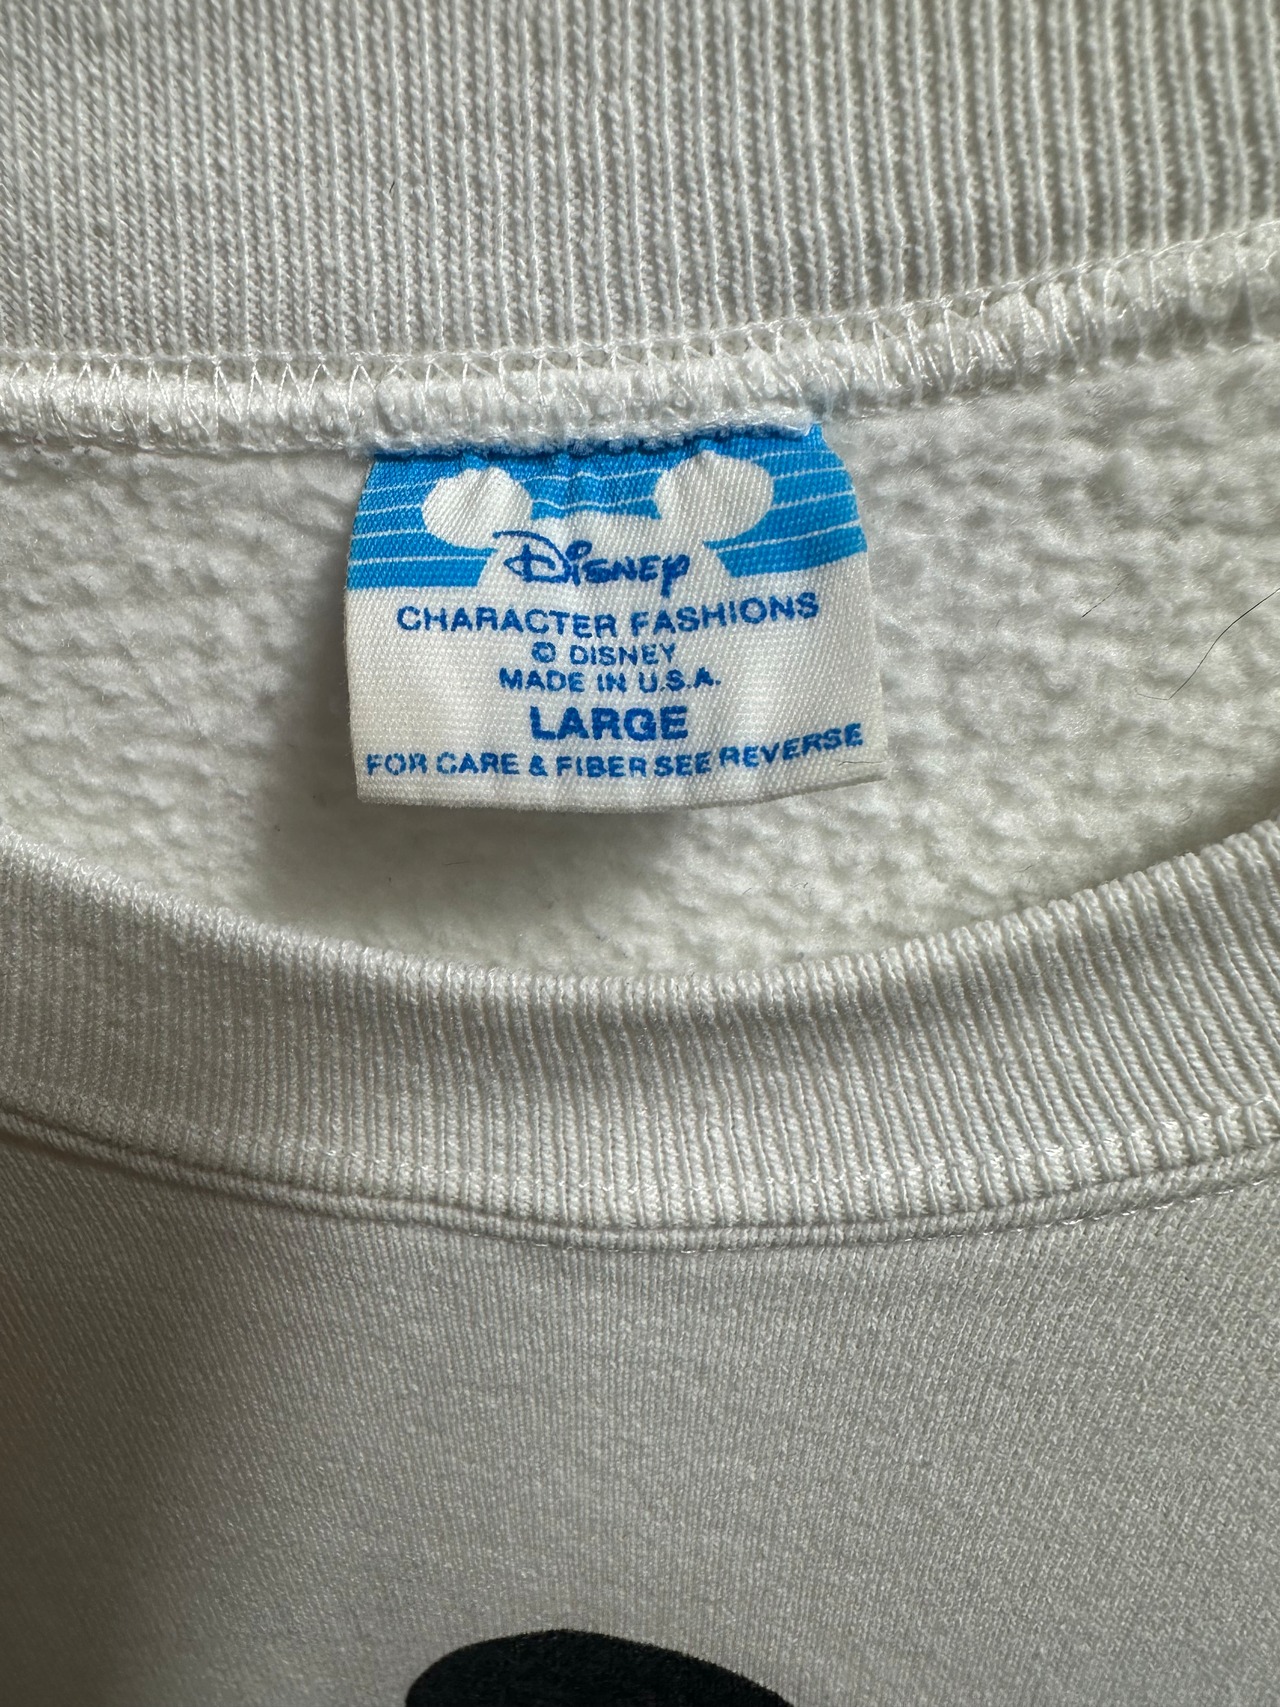 Disney
CHARACTER FASHIONS
© DISNEY
MADE IN U.S.A.
LARGE
FOR CARE & FIBER SEE REVERSE